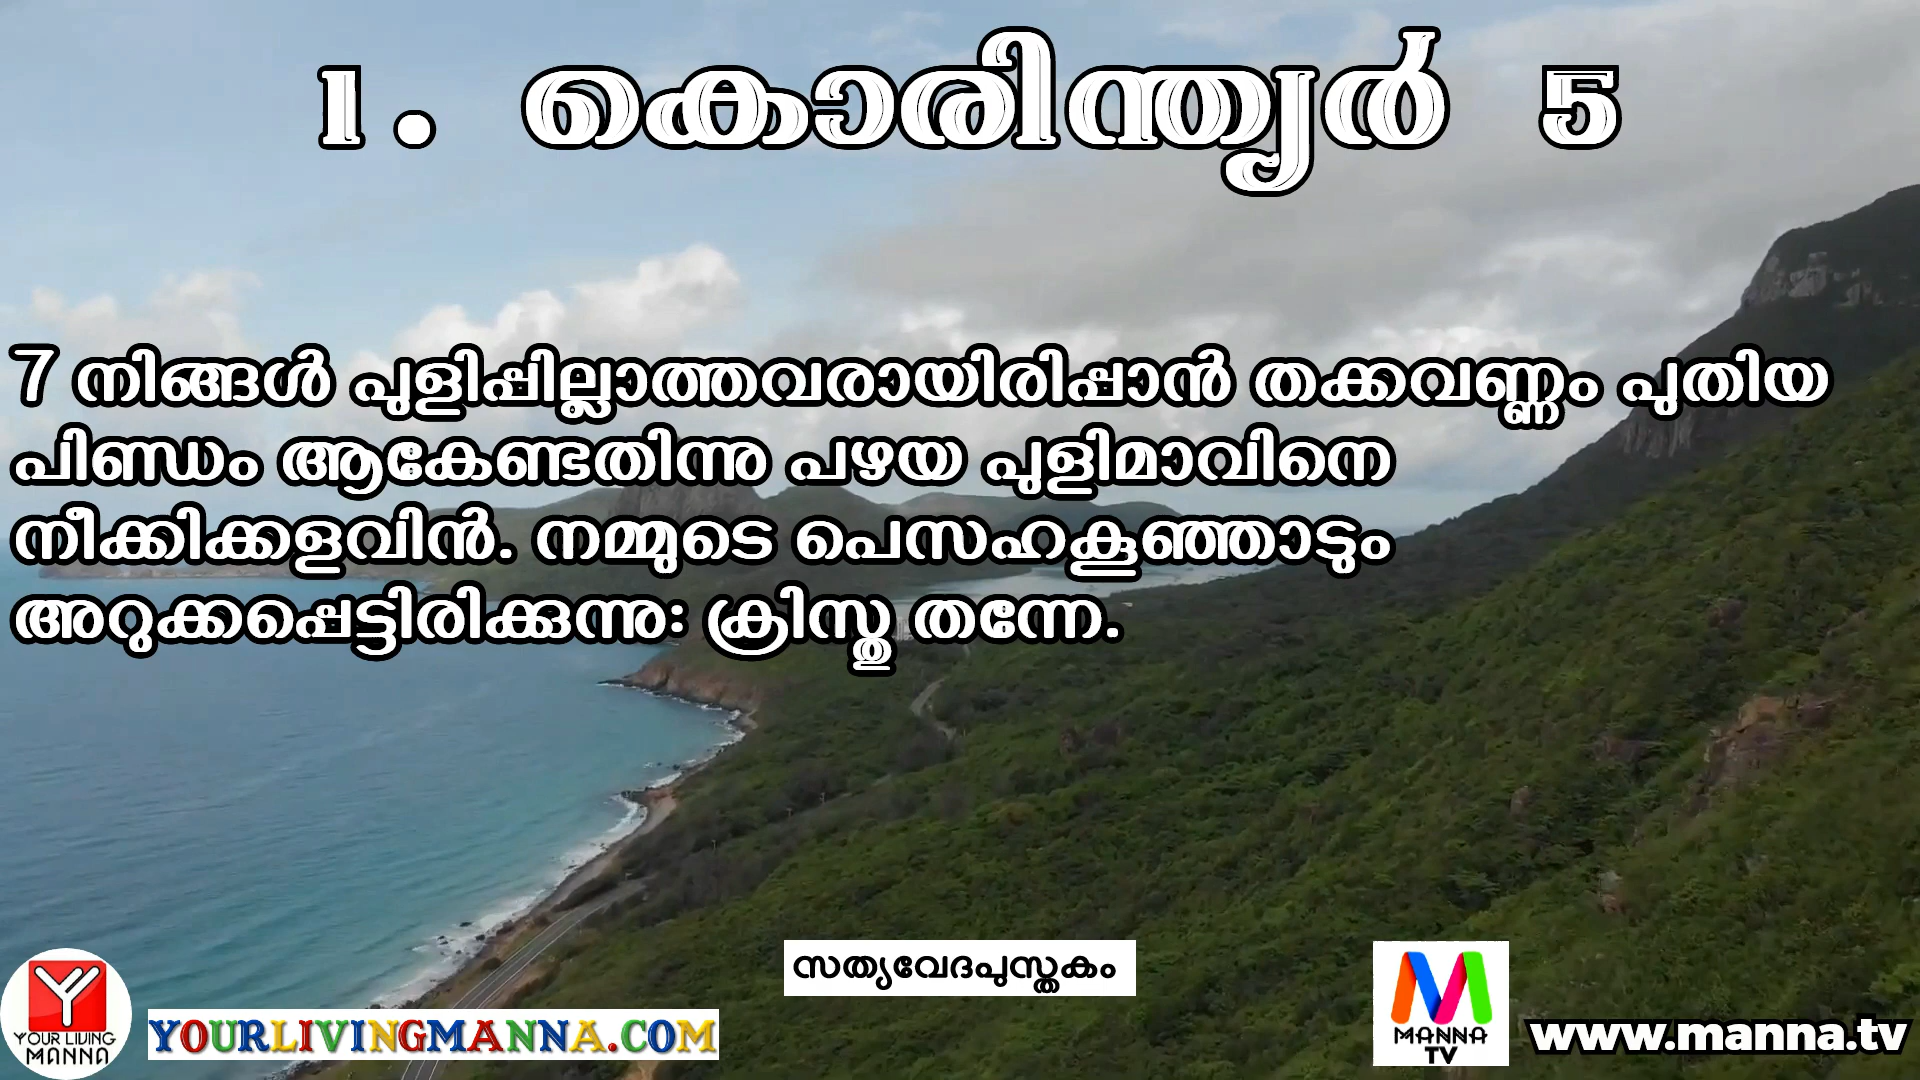 1. കൊരിന്ത്യർ 5
7 നിങ്ങൾ പുളിപ്പില്ലാത്തവരായിരിപ്പാൻ തക്കവണ്ണം പുതിയ
പിണ്ഡം ആകേണ്ടതിന്നു പഴയ പുളിമാവിനെ
നീക്കിക്കളവിൻ. നമ്മുടെ പെസഹകൂഞ്ഞാടും
അറുക്കപ്പെട്ടിരിക്കുന്നു: ക്രിസ്തു തന്നേ.
സത്യവേദപുസ്തകം
YOUR LIVING
MANNA
YOURLIVINGMANNA.COM
MANNA
TV
www.manna.tv